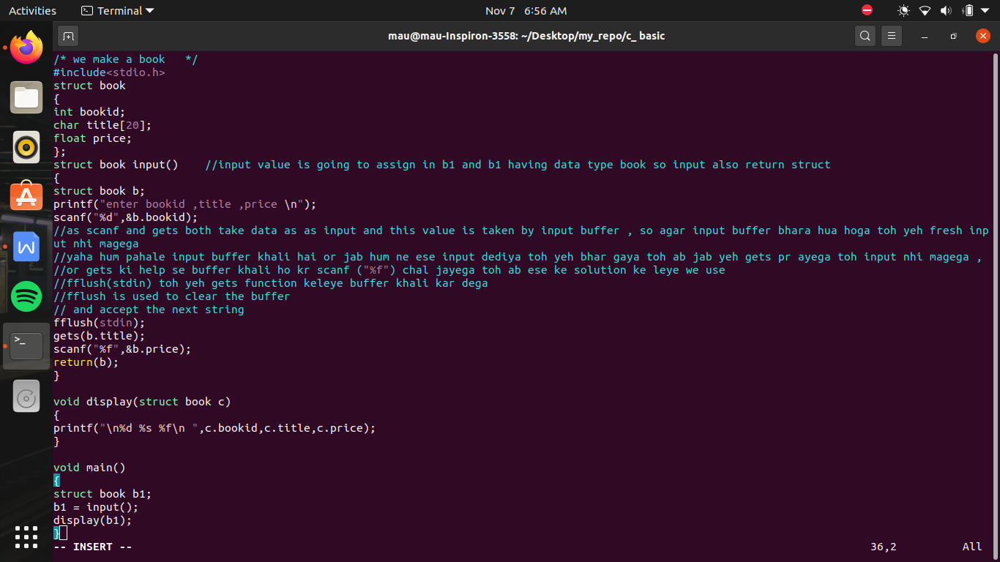 Activities
Terminal
Nov 7 6:56 AM
mau@mau-Inspiron-3558: ~/Desktop/my_repo/c_ basic
/* we make a book   */
#include<stdio.h>
struct book
{
int bookid;
char title[20];
float price;
};
struct book input()    //input value is going to assign in b1 and b1 having data type book so input also return struct
{
struct book b;
printf("enter bookid ,title ,price \n");
scanf("%d",&b.bookid);
//as scanf and gets both take data as as input and this value is taken by input buffer , so agar input buffer bhara hua hoga toh yeh fresh inp
ut nhi magega
//yaha hum pahale input buffer khali hai or jab hum ne ese input dediya toh yeh bhar gaya toh ab jab yeh gets pr ayega toh input nhi magega ,
//or gets ki help se buffer khali ho kr scanf ("%f") chal jayega toh ab ese ke solution ke leye we use
//fflush(stdin) toh yeh gets function keleye buffer khali kar dega
//fflush is used to clear the buffer
// and accept the next string
fflush(stdin);
gets(b.title);
scanf("%f",&b.price);
return(b);
}
void display(struct book c)
{
printf("\n%d %s %f\n ",c.bookid,c.title,c.price);
}
void main()
{
struct book b1;
b1 = input();
display(b1);
}
-- INSERT --
36,2
All